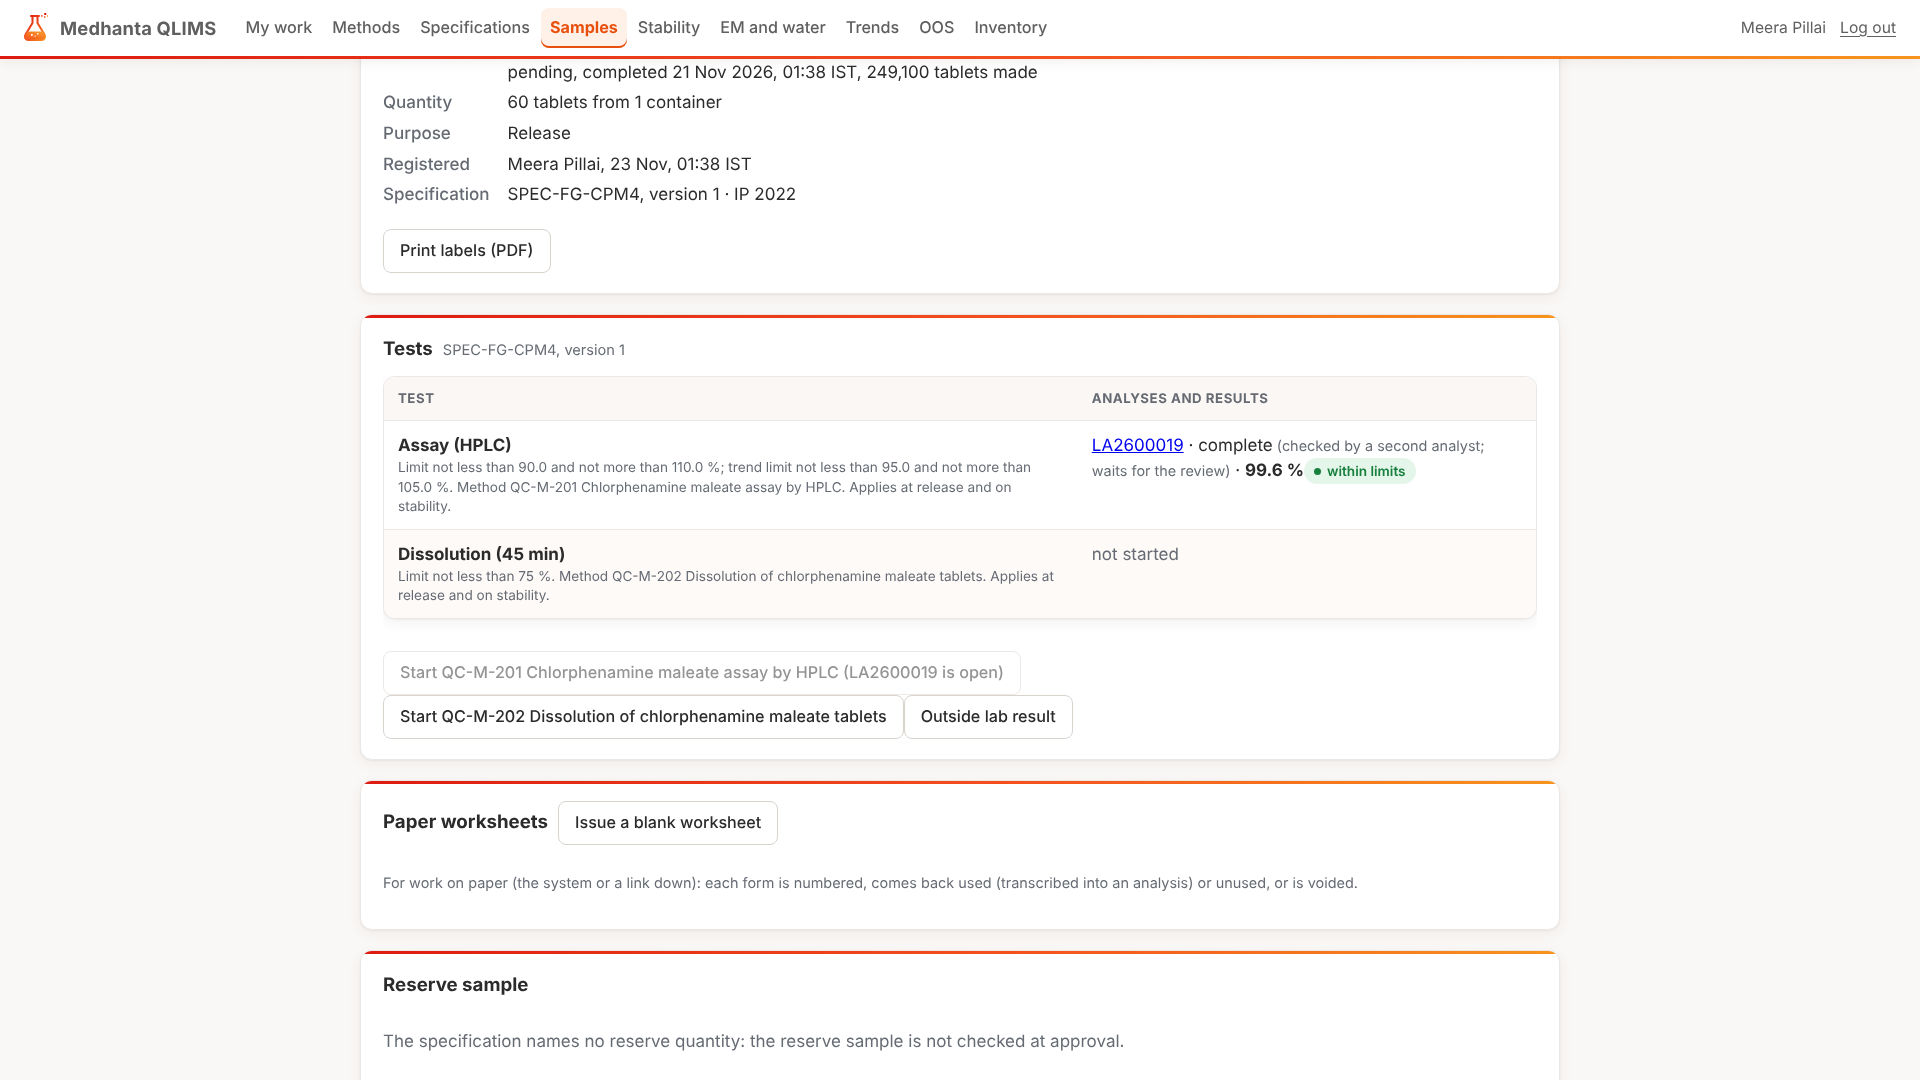 Medhanta QLIMS
My work
Methods
Specifications
Samples
Stability
EM and water
Trends
OOS
Inventory
Meera Pillai
Log out
pending, completed 21 Nov 2026, 01:38 IST, 249,100 tablets made
Quantity 60 tablets from 1 container
Purpose Release
Registered Meera Pillai, 23 Nov, 01:38 IST
Specification SPEC-FG-CPM4, version 1 · IP 2022
Print labels (PDF)
Tests SPEC-FG-CPM4, version 1
TEST
ANALYSES AND RESULTS
Assay (HPLC)
Limit not less than 90.0 and not more than 110.0 %; trend limit not less than 95.0 and not more than
105.0 %. Method QC-M-201 Chlorphenamine maleate assay by HPLC. Applies at release and on
stability.
LA2600019 · complete (checked by a second analyst;
waits for the review) · 99.6 % within limits
Dissolution (45 min)
Limit not less than 75 %. Method QC-M-202 Dissolution of chlorphenamine maleate tablets. Applies at
release and on stability.
not started
Start QC-M-201 Chlorphenamine maleate assay by HPLC (LA2600019 is open)
Start QC-M-202 Dissolution of chlorphenamine maleate tablets
Outside lab result
Paper worksheets
Issue a blank worksheet
For work on paper (the system or a link down): each form is numbered, comes back used (transcribed into an analysis) or unused, or is voided.
Reserve sample
The specification names no reserve quantity: the reserve sample is not checked at approval.